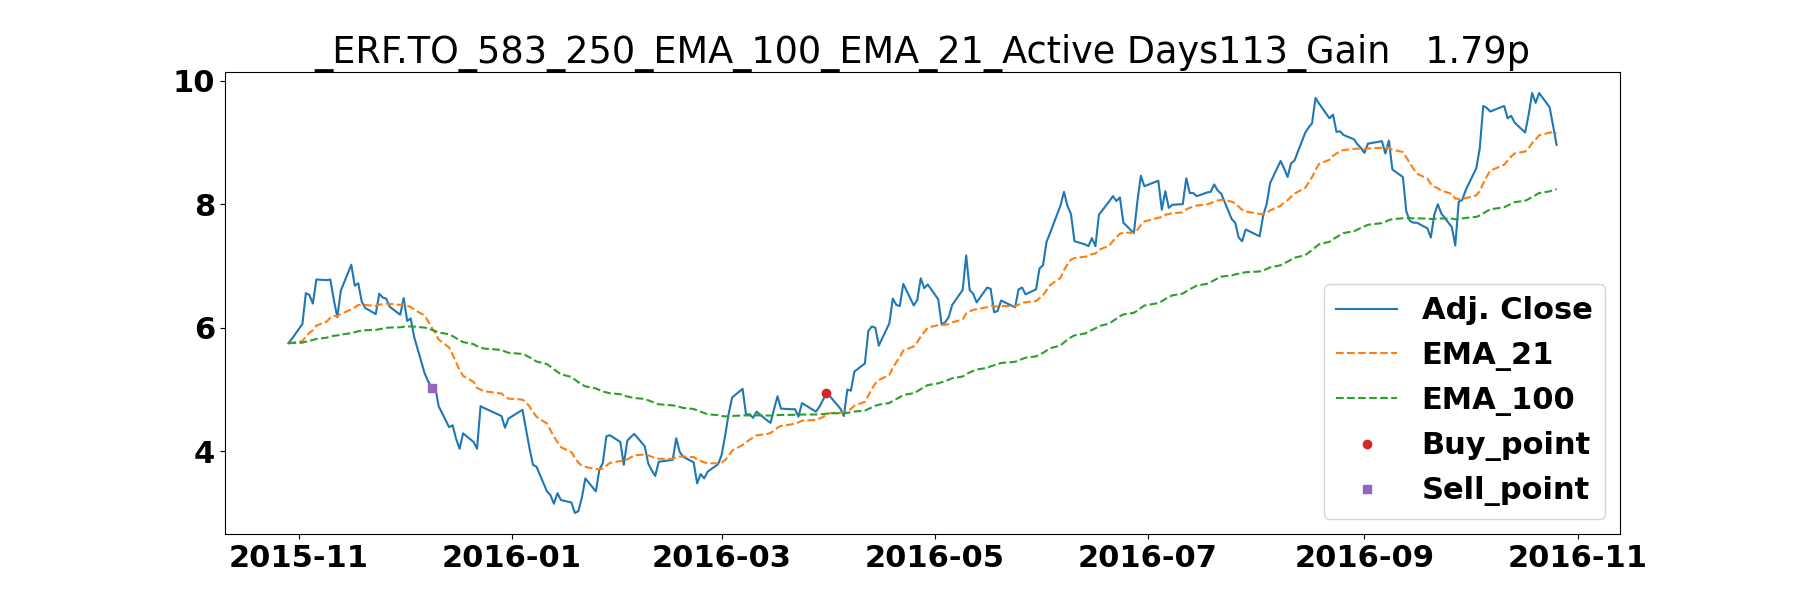 _ERF.TO_583_250_EMA_100_EMA_21_Active Days113_Gain   1.79p
10
8
6
4
2015-11 2016-01 2016-03 2016-05 2016-07 2016-09 2016-11
Adj. Close
EMA_21
EMA_100
Buy_point
Sell_point